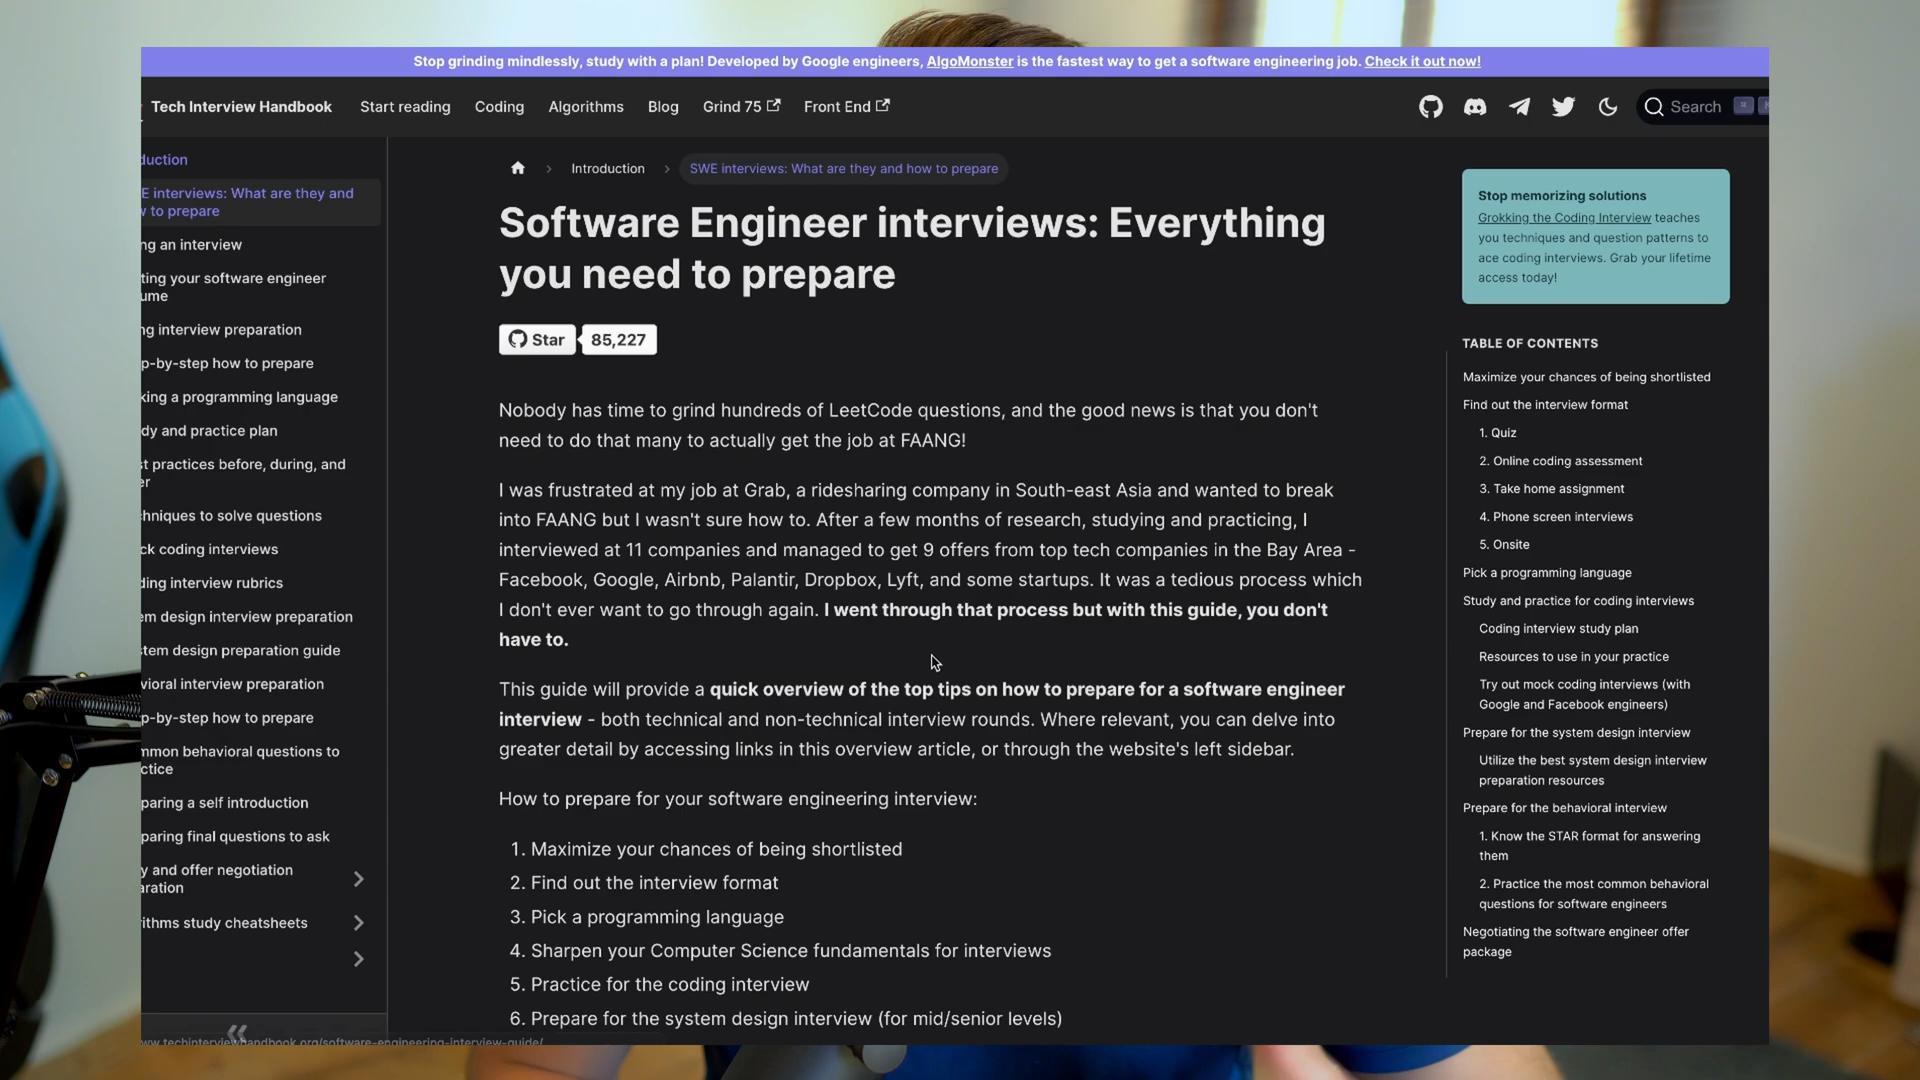 Stop grinding mindlessly, study with a plan! Developed by Google engineers, AlgoMonster is the fastest way to get a software engineering job. Check it out now!
Tech Interview Handbook Start reading Coding Algorithms Blog Grind 75 Front End Search
duction
E interviews: What are they and
w to prepare
ng an interview
ting your software engineer
ume
ng interview preparation
p-by-step how to prepare
king a programming language
dy and practice plan
t practices before, during, and
er
hniques to solve questions
ck coding interviews
ding interview rubrics
em design interview preparation
stem design preparation guide
vioral interview preparation
p-by-step how to prepare
mmon behavioral questions to
ctice
paring a self introduction
paring final questions to ask
y and offer negotiation
aration
ithms study cheatsheets
www.techinterviewhandbook.org/software-engineering-interview-guide/
Introduction SWE interviews: What are they and how to prepare
Software Engineer interviews: Everything
you need to prepare
Star 85,227
Nobody has time to grind hundreds of LeetCode questions, and the good news is that you don't
need to do that many to actually get the job at FAANG!
I was frustrated at my job at Grab, a ridesharing company in South-east Asia and wanted to break
into FAANG but I wasn't sure how to. After a few months of research, studying and practicing, I
interviewed at 11 companies and managed to get 9 offers from top tech companies in the Bay Area -
Facebook, Google, Airbnb, Palantir, Dropbox, Lyft, and some startups. It was a tedious process which
I don't ever want to go through again. I went through that process but with this guide, you don't
have to.
This guide will provide a quick overview of the top tips on how to prepare for a software engineer
interview - both technical and non-technical interview rounds. Where relevant, you can delve into
greater detail by accessing links in this overview article, or through the website's left sidebar.
How to prepare for your software engineering interview:
1. Maximize your chances of being shortlisted
2. Find out the interview format
3. Pick a programming language
4. Sharpen your Computer Science fundamentals for interviews
5. Practice for the coding interview
6. Prepare for the system design interview (for mid/senior levels)
Stop memorizing solutions
Grokking the Coding Interview teaches
you techniques and question patterns to
ace coding interviews. Grab your lifetime
access today!
TABLE OF CONTENTS
Maximize your chances of being shortlisted
Find out the interview format
1. Quiz
2. Online coding assessment
3. Take home assignment
4. Phone screen interviews
5. Onsite
Pick a programming language
Study and practice for coding interviews
Coding interview study plan
Resources to use in your practice
Try out mock coding interviews (with
Google and Facebook engineers)
Prepare for the system design interview
Utilize the best system design interview
preparation resources
Prepare for the behavioral interview
1. Know the STAR format for answering
them
2. Practice the most common behavioral
questions for software engineers
Negotiating the software engineer offer
package